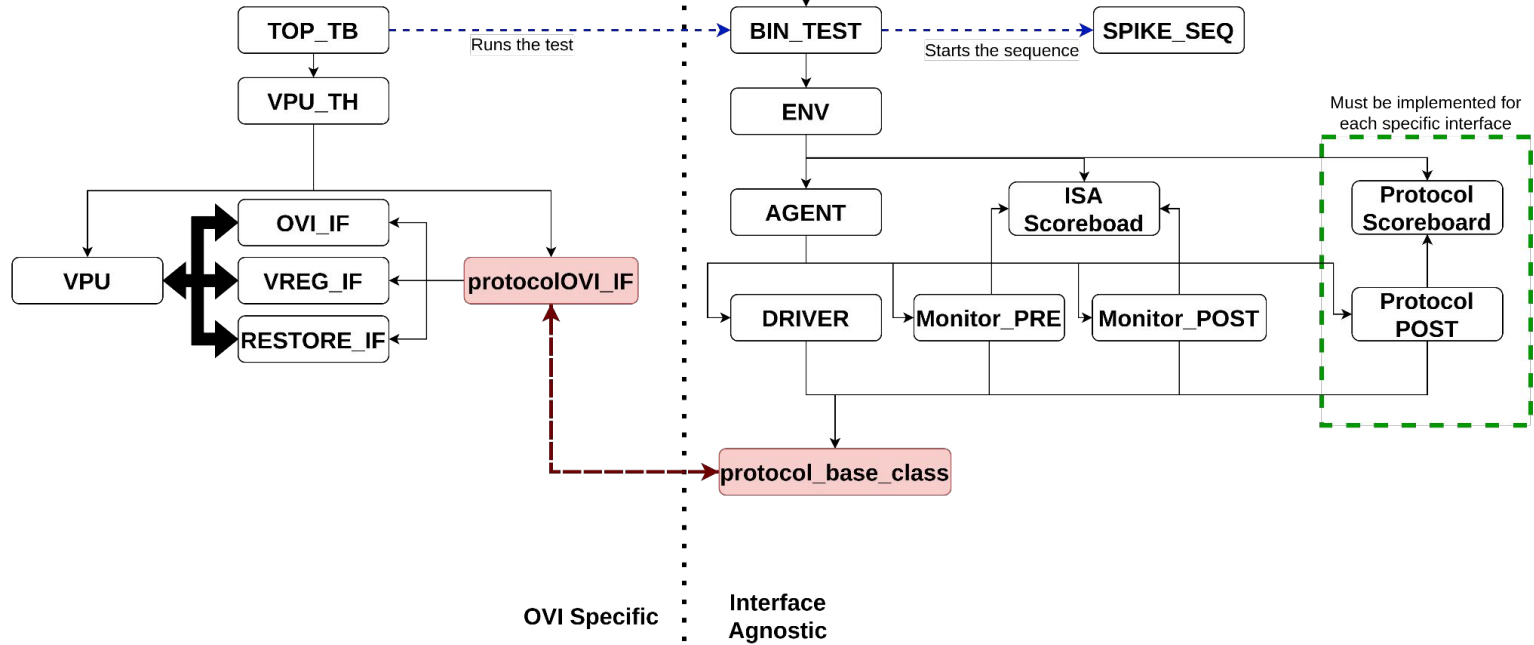 TOP_TB
Runs the test
BIN_TEST
Starts the sequence
SPIKE_SEQ
VPU_TH
ENV
Must be implemented for
each specific interface
AGENT
ISA
Scoreboad
Protocol
Scoreboard
OVI_IF
VPU
VREG_IF
protocolOVI_IF
RESTORE_IF
DRIVER
Monitor_PRE
Monitor_POST
Protocol
POST
protocol_base_class
OVI Specific
Interface
Agnostic